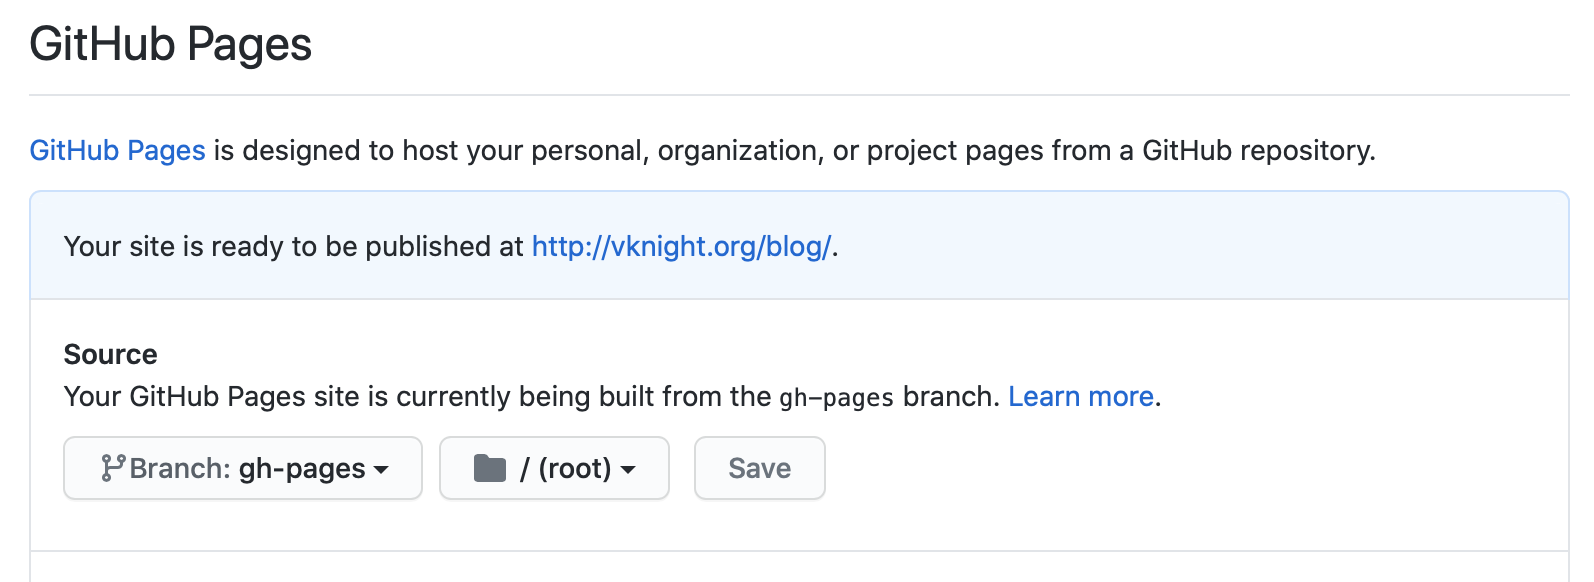 GitHub Pages
GitHub Pages is designed to host your personal, organization, or project pages from a GitHub repository.
Your site is ready to be published at http://vknight.org/blog/.
Source
Your GitHub Pages site is currently being built from the gh-pages branch. Learn more.
Branch: gh-pages / (root) Save